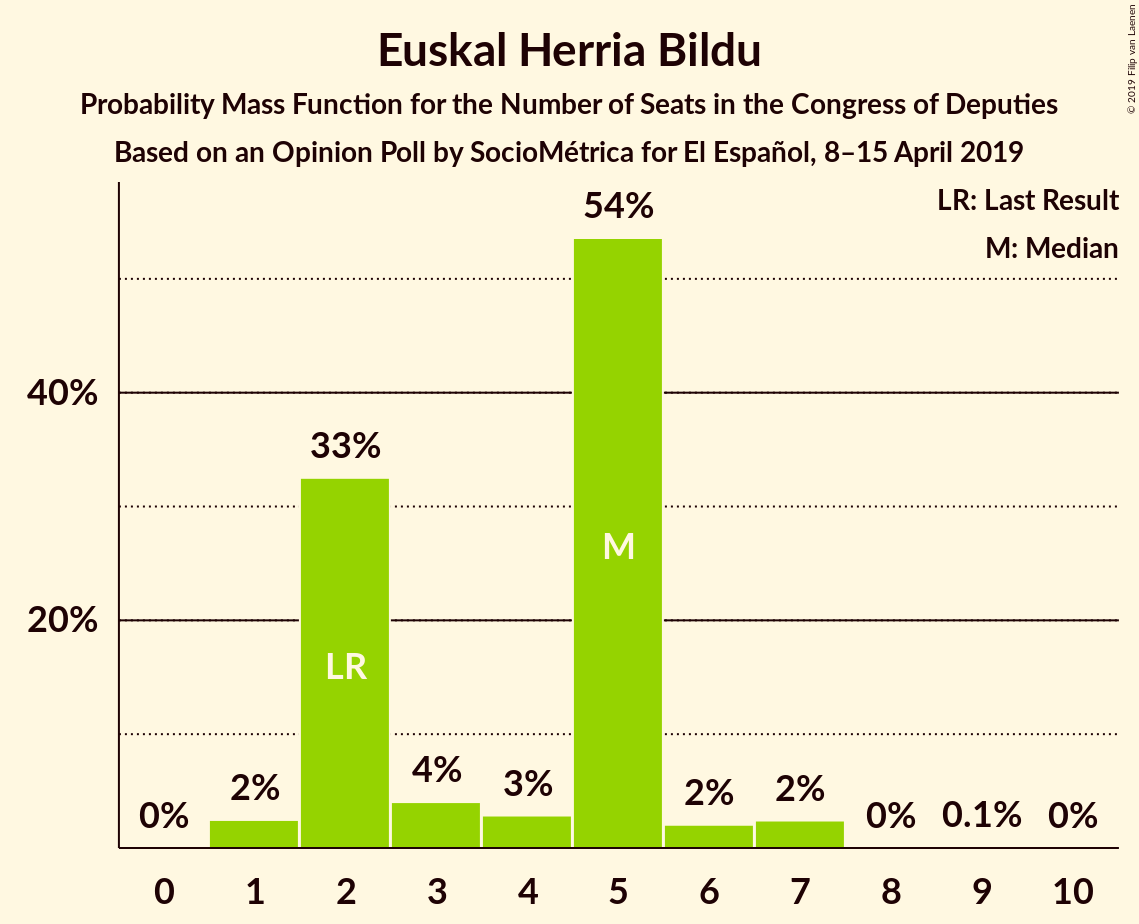 Euskal Herria Bildu
Probability Mass Function for the Number of Seats in the Congress of Deputies
Based on an Opinion Poll by SocioMétrica for El Español, 8–15 April 2019
© 2019 Filip van Laenen
LR: Last Result
M: Median
54%
40%
33%
M
20%
LR
4%
3%
2%
2%
2%
0%
0%
0.1%
0%
0 1 2 3 4 5 6 7 8 9 10